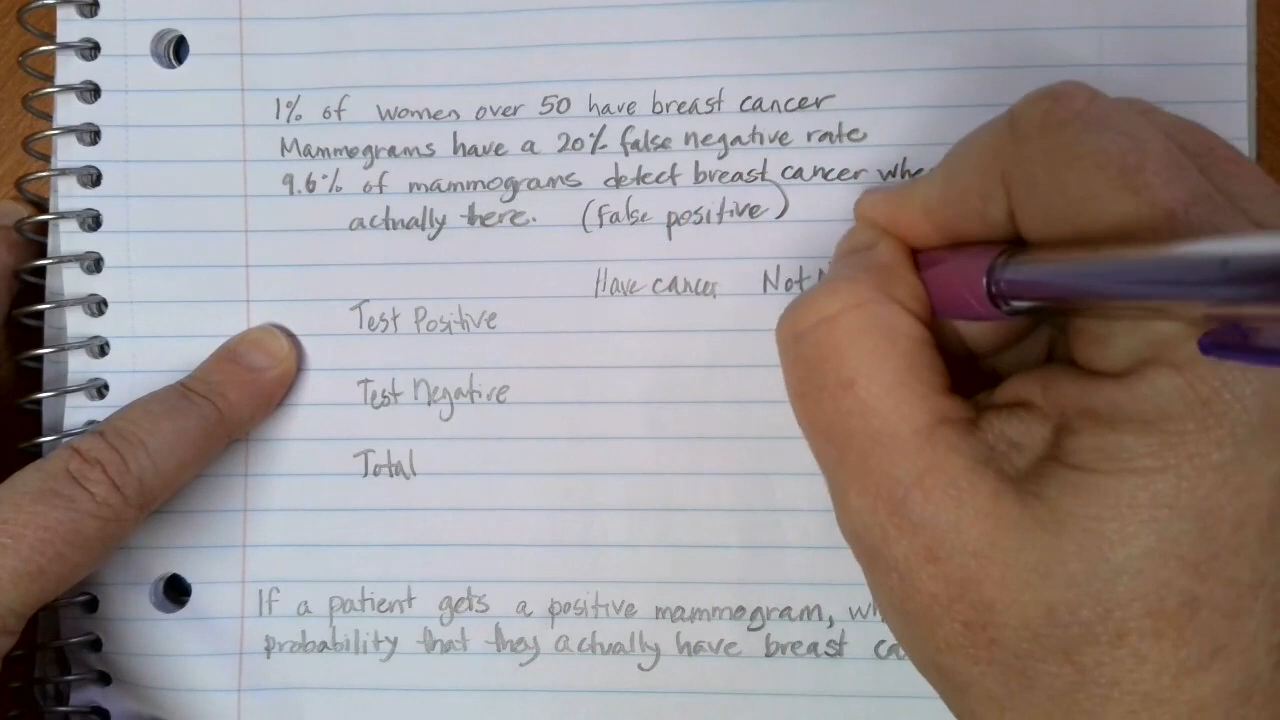 1% of women over 50 have breast cancer
Mammograms have a 20% false negative rate
9.6% of mammograms detect breast cancer
actually there. (false positive)
Have cancer Not
Test Positive
Test Negative
Total
If a patient gets a positive mammogram,
probability that they actually have breast